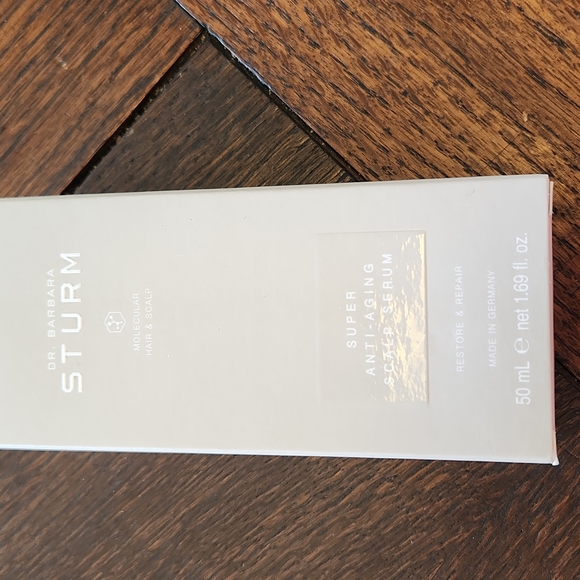 DR. BARBARA
STURM
MOLECULAR
HAIR & SCALP
SUPER
ANTI-AGING
SCALP SERUM
RESTORE & REPAIR
MADE IN GERMANY
50 mL ℮ net 1.69 fl. oz.